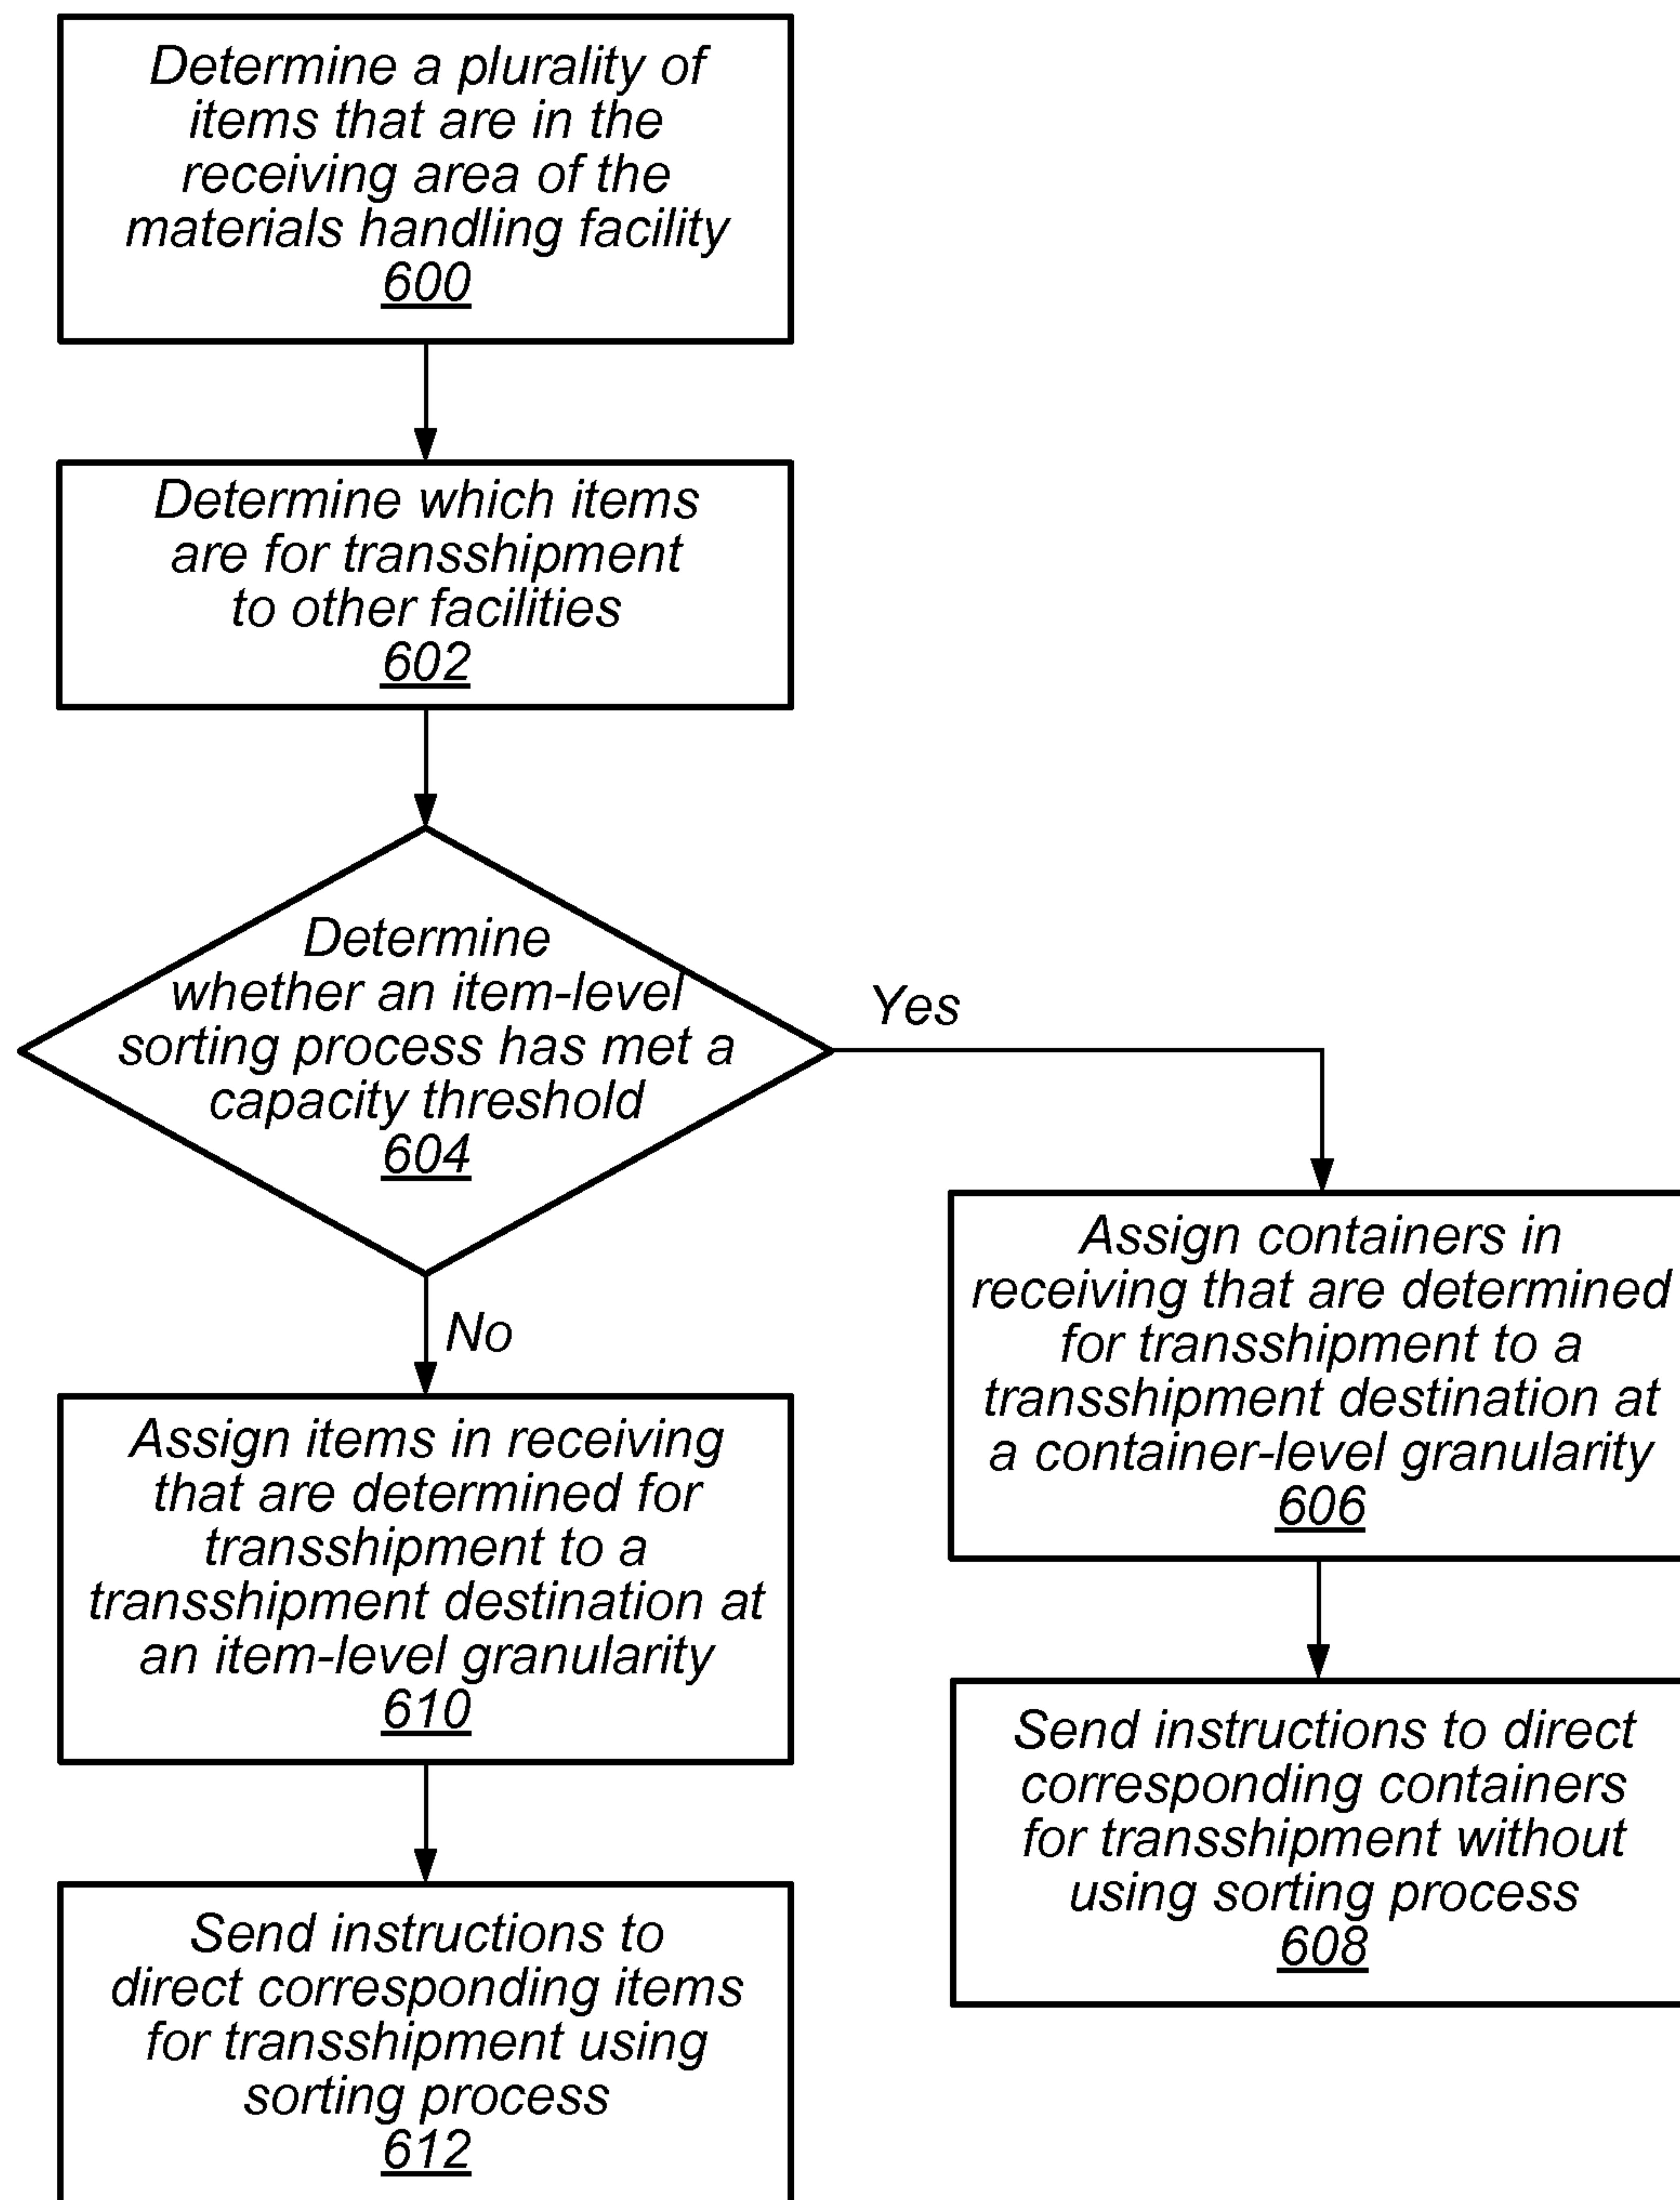 Determine a plurality of
items that are in the
receiving area of the
materials handling facility
600
Determine which items
are for transshipment
to other facilities
602
Determine
whether an item-level
sorting process has met a
capacity threshold
604
Yes
No
Assign containers in
receiving that are determined
for transshipment to a
transshipment destination at
a container-level granularity
606
Send instructions to direct
corresponding containers
for transshipment without
using sorting process
608
Assign items in receiving
that are determined for
transshipment to a
transshipment destination at
an item-level granularity
610
Send instructions to
direct corresponding items
for transshipment using
sorting process
612